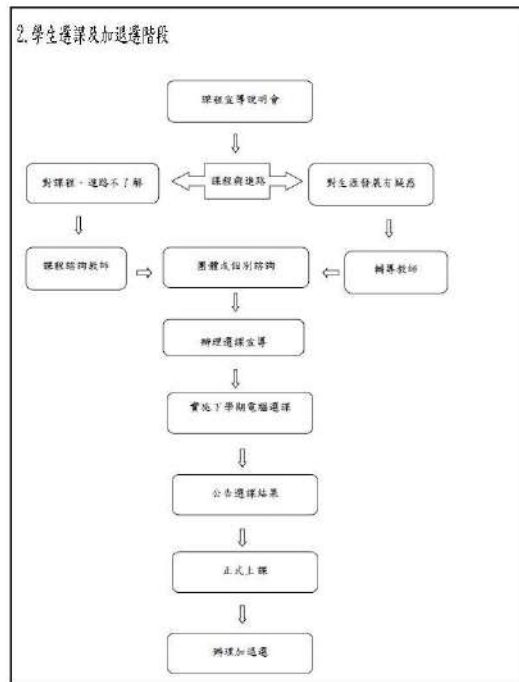 2.學生選課及加退選階段
課程宣導說明會
對課程、進路不了解
課程與進路
對生涯發展有疑惑
課程諮詢教師
團體或個別諮詢
輔導教師
辦理選課宣導
實施下學期電腦選課
公告選課結果
正式上課
辦理加退選